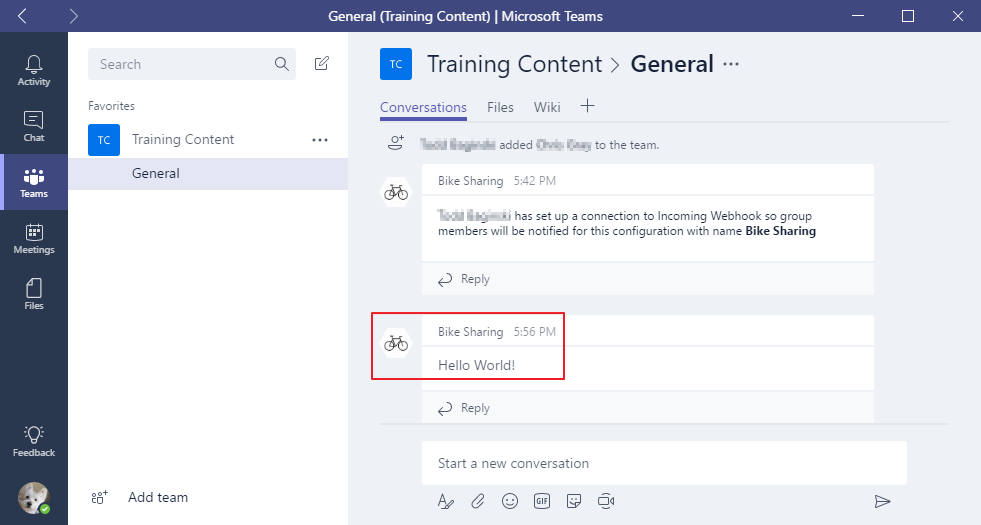 General (Training Content) | Microsoft Teams
Activity
Chat
Teams
Meetings
Files
Feedback
Search
Favorites
TC Training Content
General
Add team
TC Training Content > General
Conversations Files Wiki
added to the team.
Bike Sharing 5:42 PM
has set up a connection to Incoming Webhook so group
members will be notified for this configuration with name Bike Sharing
Reply
Bike Sharing 5:56 PM
Hello World!
Reply
Start a new conversation
GIF